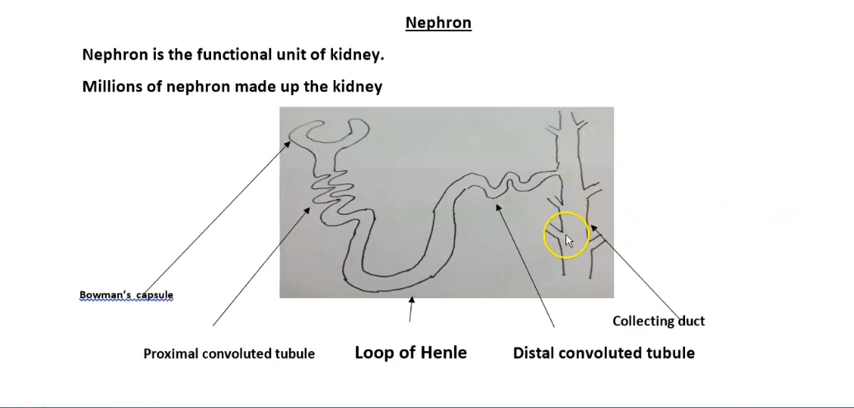 Nephron
Nephron is the functional unit of kidney.
Millions of nephron made up the kidney
Bowman's capsule
Collecting duct
Proximal convoluted tubule
Loop of Henle
Distal convoluted tubule